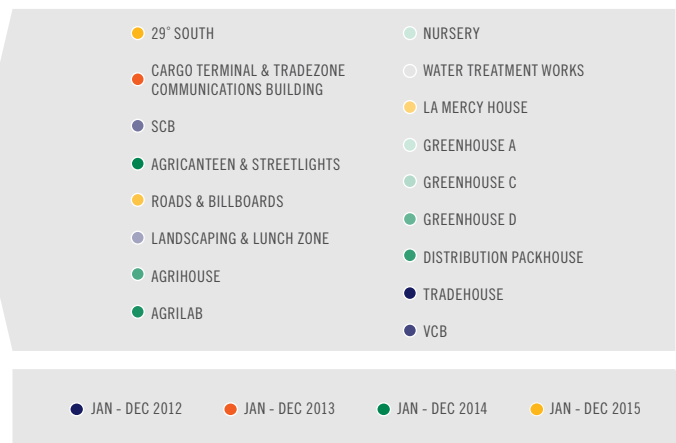 29° SOUTH
CARGO TERMINAL & TRADEZONE
COMMUNICATIONS BUILDING
SCB
AGRICANTEEN & STREETLIGHTS
ROADS & BILLBOARDS
LANDSCAPING & LUNCH ZONE
AGRIHOUSE
AGRILAB
NURSERY
WATER TREATMENT WORKS
LA MERCY HOUSE
GREENHOUSE A
GREENHOUSE C
GREENHOUSE D
DISTRIBUTION PACKHOUSE
TRADEHOUSE
VCB
JAN - DEC 2012 JAN - DEC 2013 JAN - DEC 2014 JAN - DEC 2015